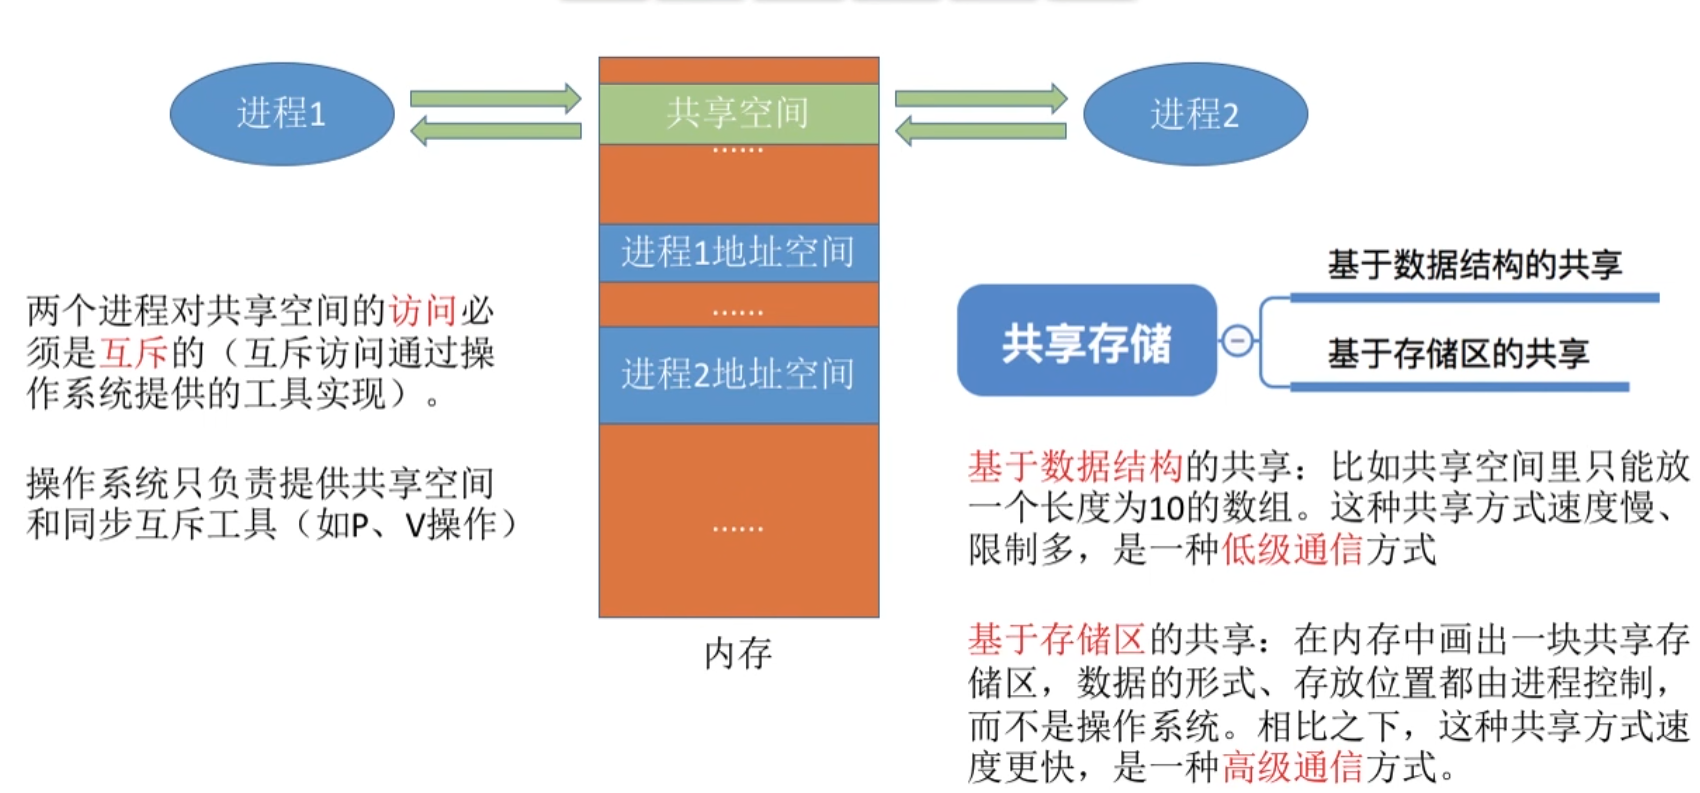 进程1
共享空间
进程2
......
进程1地址空间
......
进程2地址空间
......
内存
两个进程对共享空间的访问必
须是互斥的（互斥访问通过操
作系统提供的工具实现）。
操作系统只负责提供共享空间
和同步互斥工具（如P、V操作）
共享存储
基于数据结构的共享
基于存储区的共享
基于数据结构的共享：比如共享空间里只能放
一个长度为10的数组。这种共享方式速度慢、
限制多，是一种低级通信方式
基于存储区的共享：在内存中画出一块共享存
储区，数据的形式、存放位置都由进程控制，
而不是操作系统。相比之下，这种共享方式速
度更快，是一种高级通信方式。